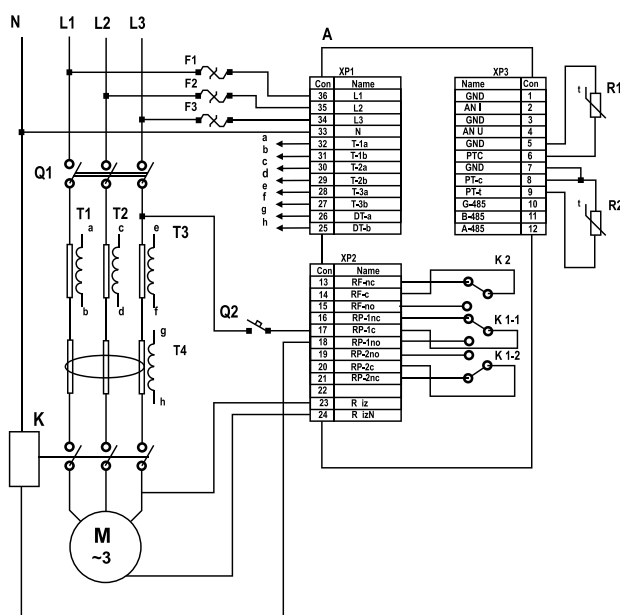 N L1 L2 L3 A
F1
F2
F3
XP1
Con Name
36 L1
35 L2
34 L3
33 N
32 T-1a
31 T-1b
30 T-2a
29 T-2b
28 T-3a
27 T-3b
26 DT-a
25 DT-b
a
b
c
d
e
f
g
h
XP3
Name Con
GND 1
AN I 2
GND 3
AN U 4
GND 5
PTC 6
GND 7
PT-c 8
PT-t 9
G-485 10
B-485 11
A-485 12
t R1
t R2
Q1
T1 a b
T2 c d
T3 e f
T4 g h
Q2
XP2
Con Name
13 RF-nc
14 RF-c
15 RF-no
16 RP-1nc
17 RP-1c
18 RP-1no
19 RP-2no
20 RP-2c
21 RP-2nc
22
23 R iz
24 R izN
K 2
K 1-1
K 1-2
K
M
~3